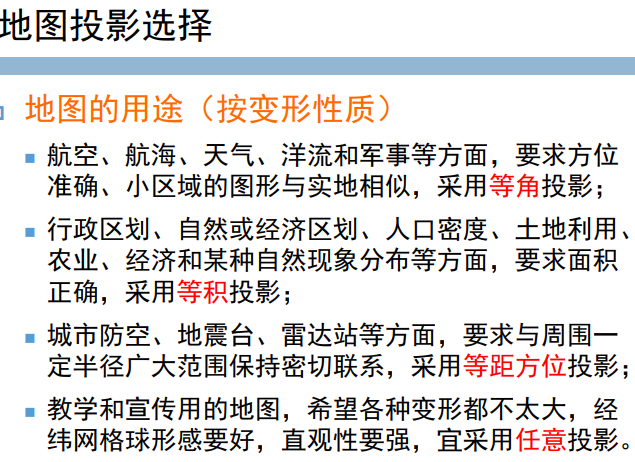 地图投影选择
地图的用途（按变形性质）
航空、航海、天气、洋流和军事等方面，要求方位
准确、小区域的图形与实地相似，采用等角投影；
行政区划、自然或经济区划、人口密度、土地利用、
农业、经济和某种自然现象分布等方面，要求面积
正确，采用等积投影；
城市防空、地震台、雷达站等方面，要求与周围一
定半径广大范围保持密切联系，采用等距方位投影；
教学和宣传用的地图，希望各种变形都不太大，经
纬网格球形感要好，直观性要强，宜采用任意投影。